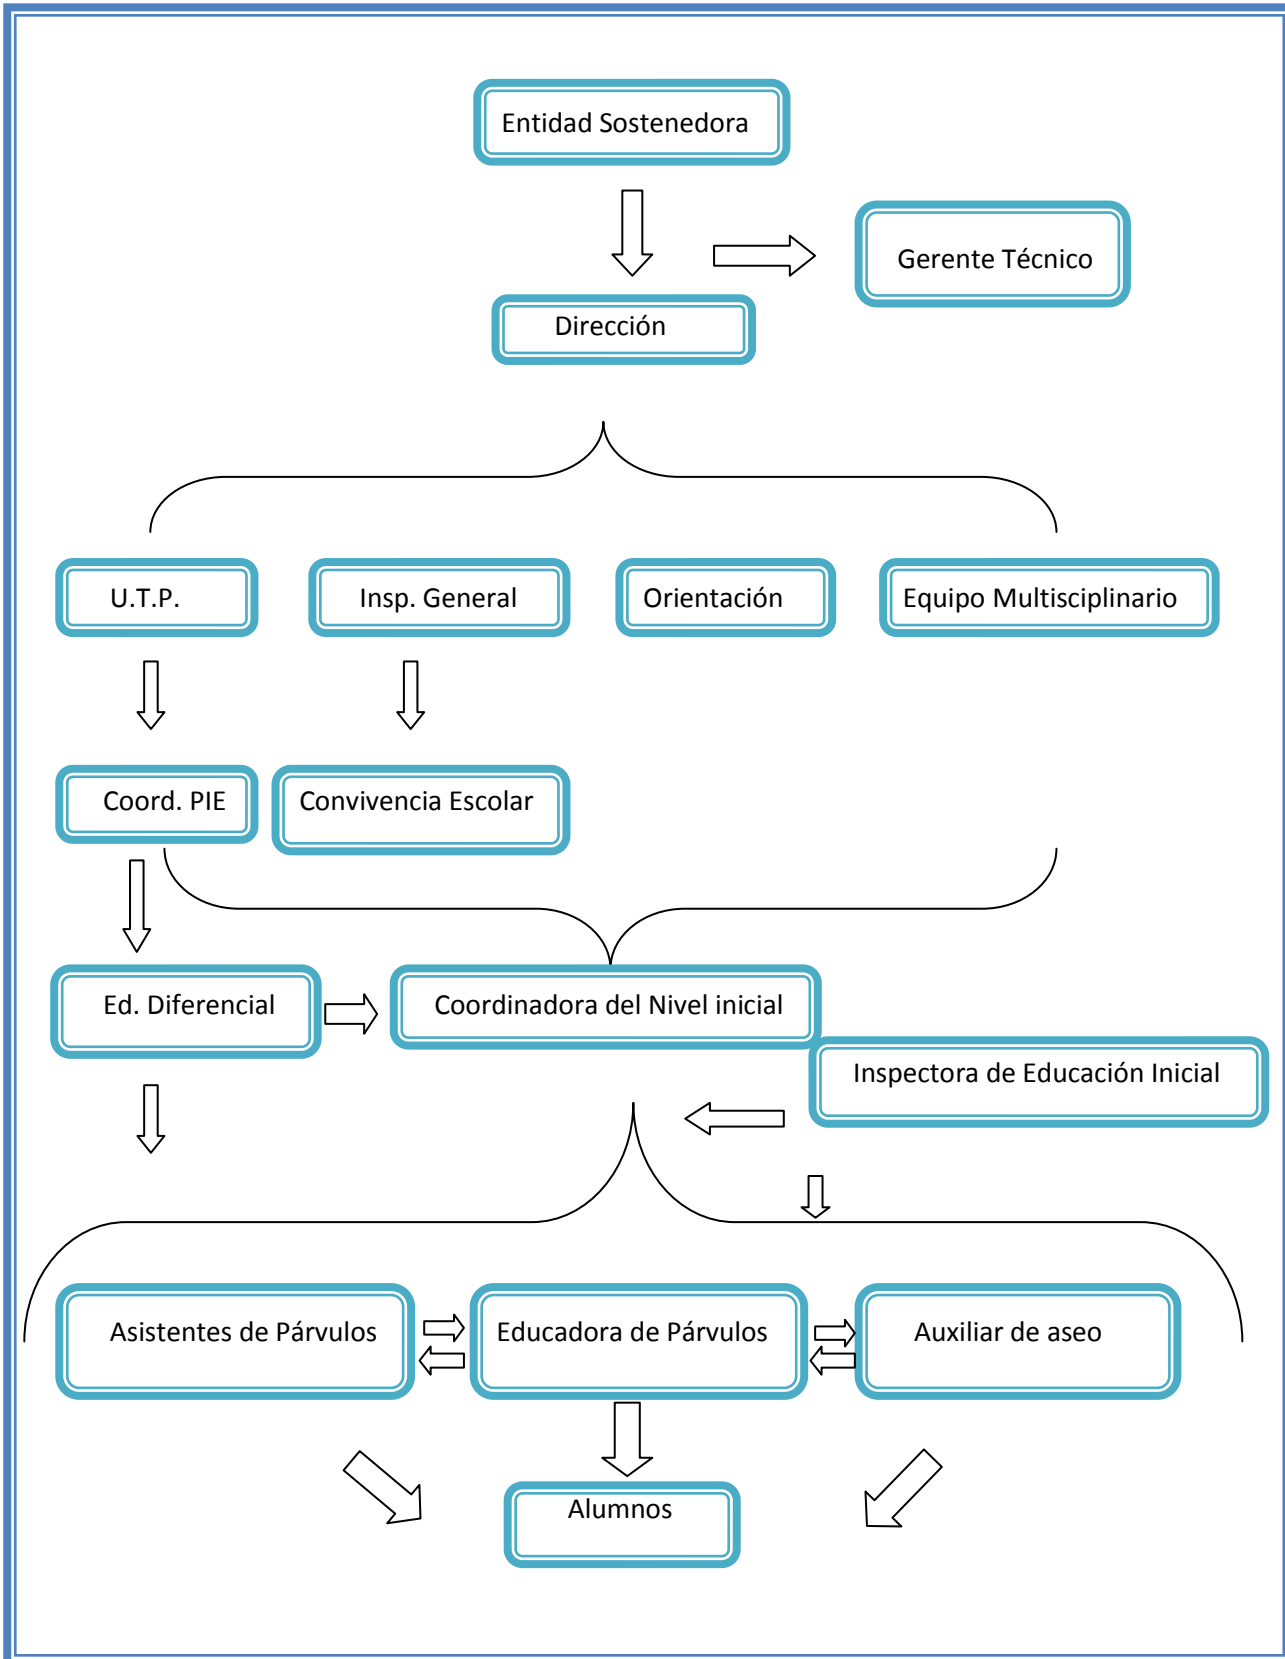 Entidad Sostenedora
Gerente Técnico
Dirección
U.T.P.
Insp. General
Orientación
Equipo Multisciplinario
Coord. PIE
Convivencia Escolar
Ed. Diferencial
Coordinadora del Nivel inicial
Inspectora de Educación Inicial
Asistentes de Párvulos
Educadora de Párvulos
Auxiliar de aseo
Alumnos